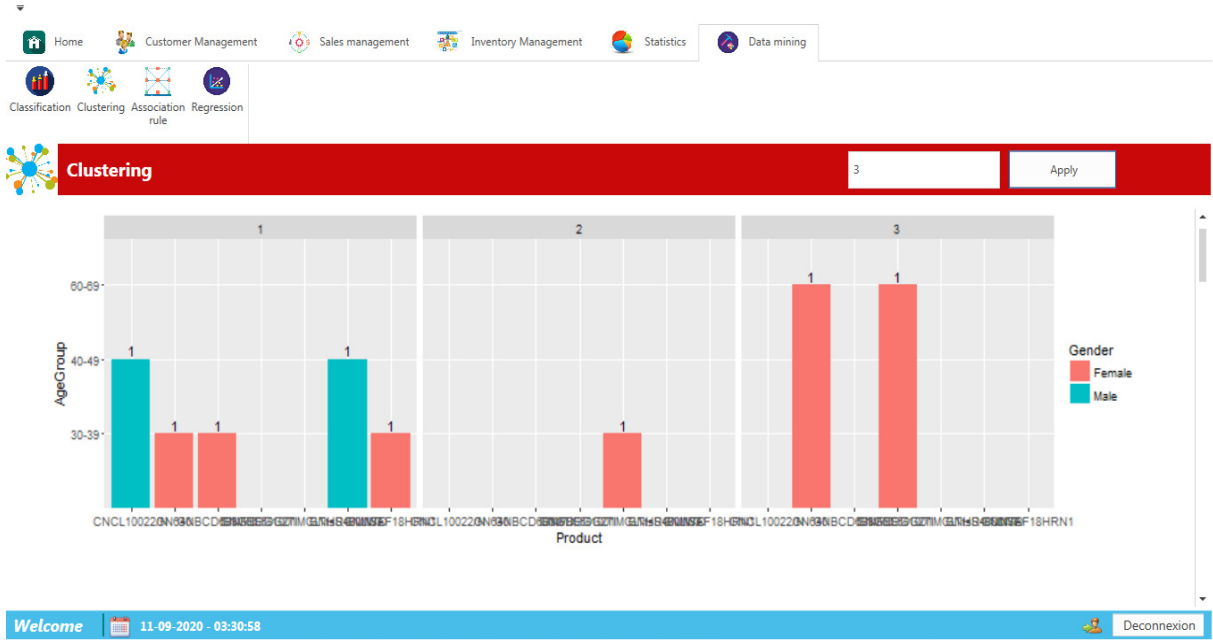 Home Customer Management Sales management Inventory Management Statistics Data mining
Classification Clustering Association rule Regression
Clustering 3 Apply
1 2 3
60-69
40-49
30-39
AgeGroup
1 1 1 1 1
1
1 1
Gender
Female
Male
Product
Welcome 11-09-2020 - 03:30:58 Deconnexion